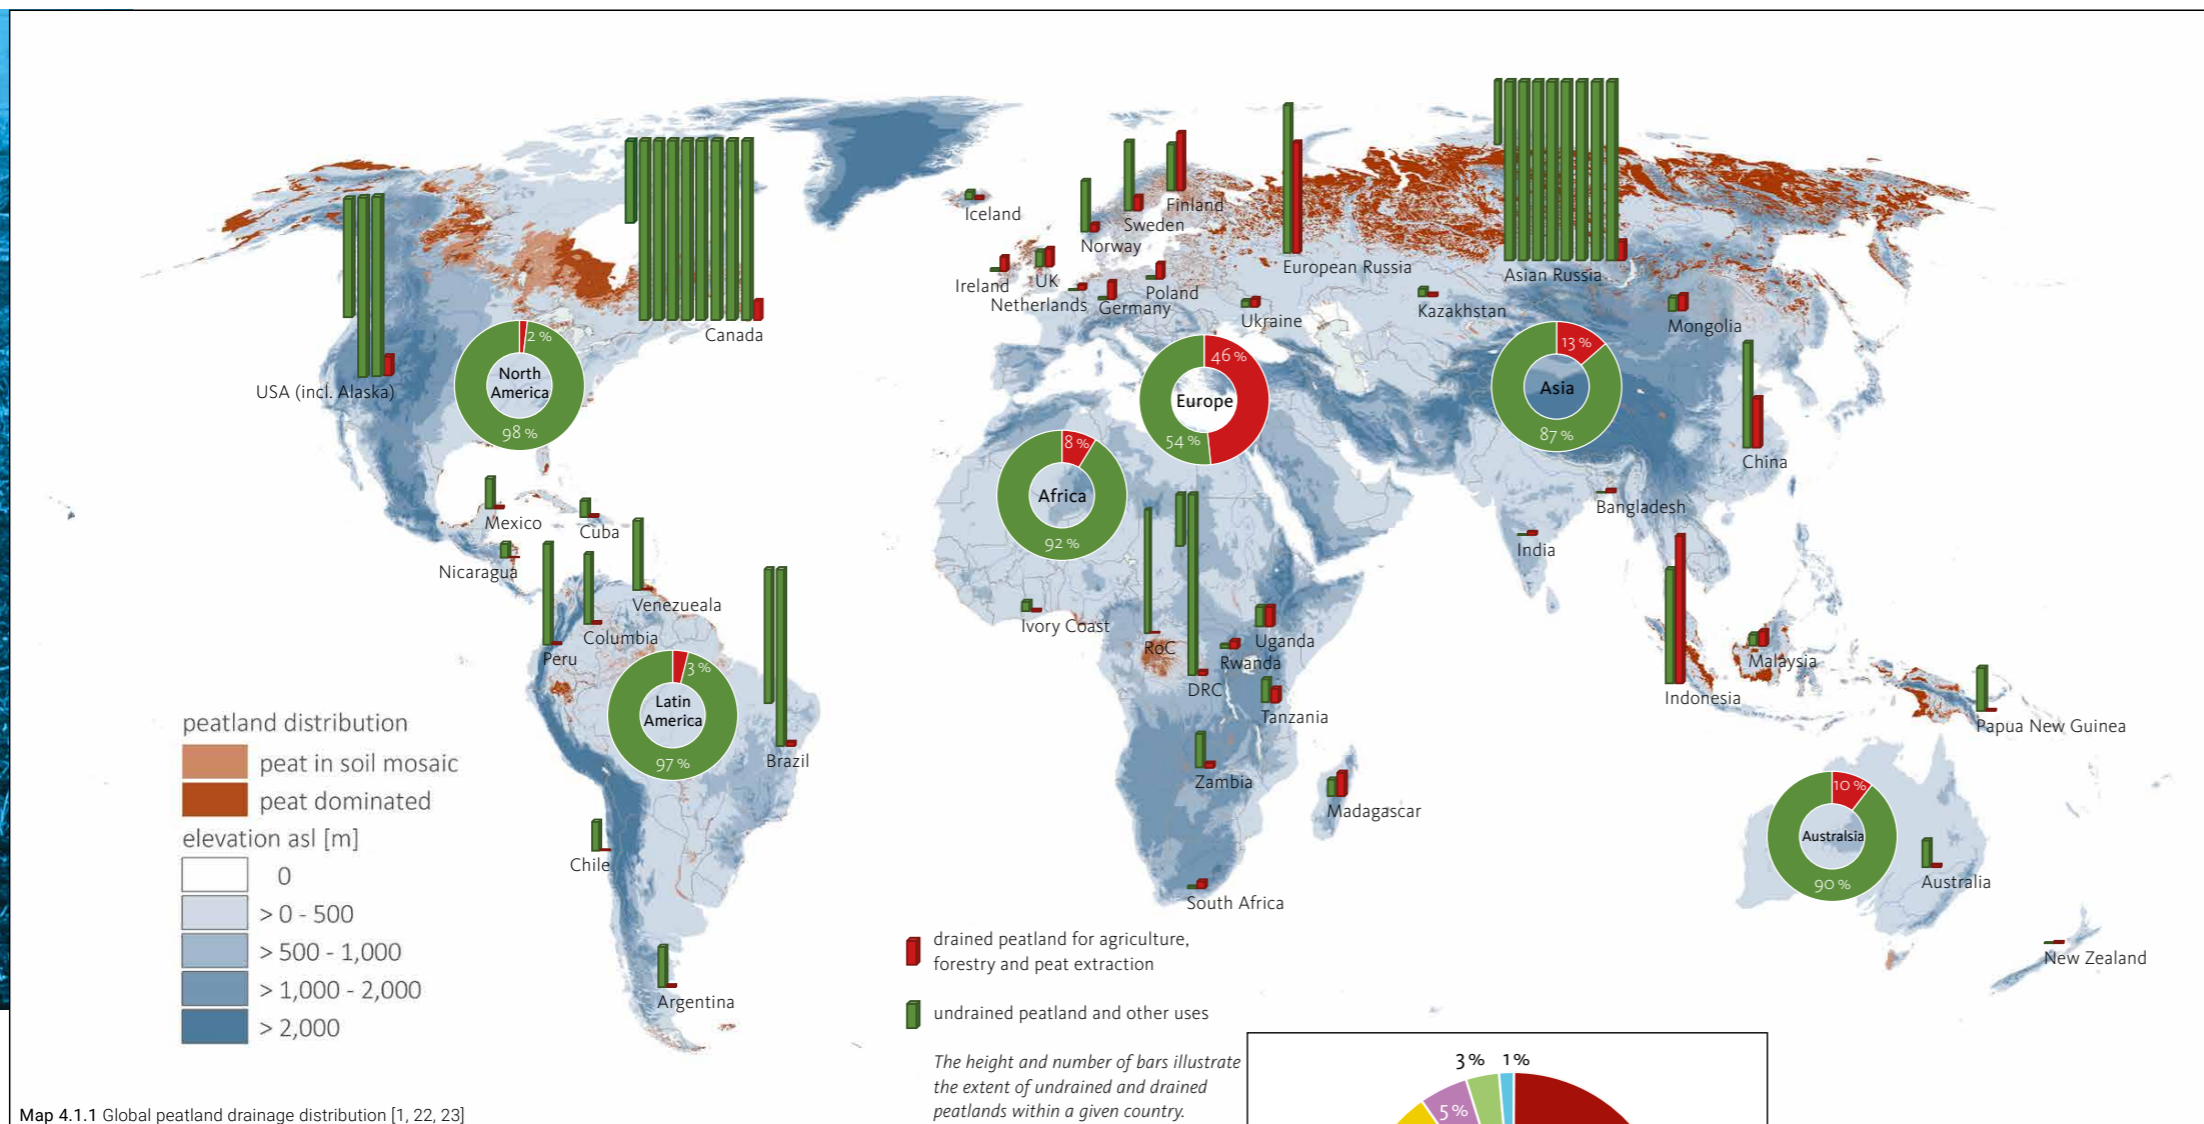 Iceland
Finland
Sweden
Norway
European Russia
Asian Russia
Ireland
UK
Netherlands
Germany
Poland
Ukraine
Kazakhstan
Mongolia
Canada
USA (incl. Alaska)
2 %
North
America
98 %
46 %
Europe
54 %
13 %
Asia
87 %
8 %
Africa
92 %
China
Bangladesh
India
Mexico
Cuba
Nicaragua
Venezueala
Columbia
Peru
Ivory Coast
RoC
Uganda
Rwanda
DRC
Tanzania
Malaysia
Indonesia
Papua New Guinea
3 %
Latin
America
97 %
Brazil
Zambia
Madagascar
10 %
Australsia
90 %
Australia
Chile
South Africa
New Zealand
Argentina
peatland distribution
peat in soil mosaic
peat dominated
elevation asl [m]
0
> 0 - 500
> 500 - 1,000
> 1,000 - 2,000
> 2,000
drained peatland for agriculture,
forestry and peat extraction
undrained peatland and other uses
The height and number of bars illustrate
the extent of undrained and drained
peatlands within a given country.
3 % 1 %
5 %
Map 4.1.1 Global peatland drainage distribution [1, 22, 23]